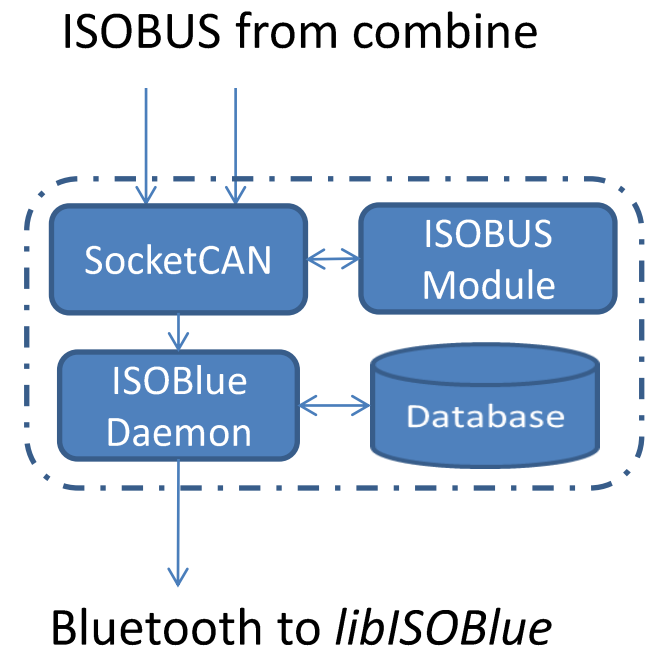 ISOBUS from combine
SocketCAN
ISOBUS
Module
ISOBlue
Daemon
Database
Bluetooth to libISOBlue